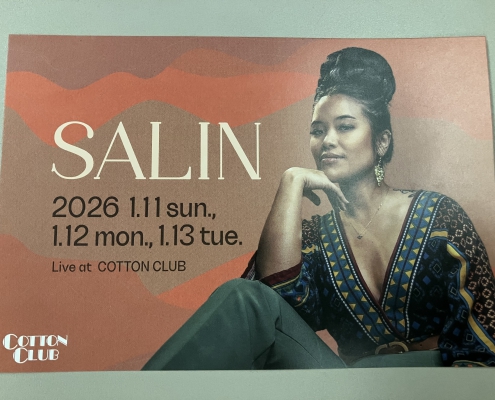 SALIN
2026 1.11 sun.,
1.12 mon., 1.13 tue.
Live at COTTON CLUB
COTTON
CLUB